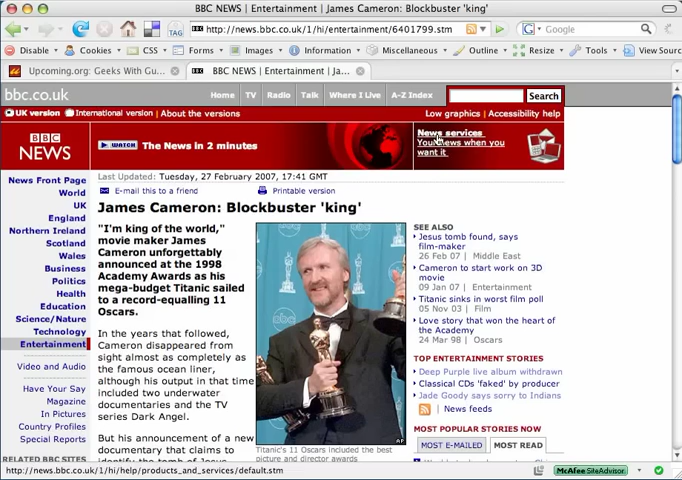 BBC NEWS | Entertainment | James Cameron: Blockbuster 'king'
http://news.bbc.co.uk/1/hi/entertainment/6401799.stm
Outline
Disable Cookies CSS Forms Images Information Miscellaneous Outline Resize Tools View Sourc
Upcoming.org: Geeks With Gu...
BBC NEWS | Entertainment | Ja...
bbc.co.uk
Home TV Radio Talk Where I Live A-Z Index Search
UK version International version | About the versions
Low graphics | Accessibility help
BBC NEWS
WATCH The News in 2 minutes
News services
Your news when you
want it
News Front Page
World
UK
England
Northern Ireland
Scotland
Wales
Business
Politics
Health
Education
Science/Nature
Technology
Entertainment
Video and Audio
Have Your Say
Magazine
In Pictures
Country Profiles
Special Reports
RELATED BBC SITES
Last Updated: Tuesday, 27 February 2007, 17:41 GMT
E-mail this to a friend
Printable version
James Cameron: Blockbuster 'king'
"I'm king of the world,"
movie maker James
Cameron unforgettably
announced at the 1998
Academy Awards as his
mega-budget Titanic sailed
to a record-equalling 11
Oscars.
In the years that followed,
Cameron disappeared from
sight almost as completely as
the famous ocean liner,
although his output in that time
included two underwater
documentaries and the TV
series Dark Angel.
But his announcement of a new
documentary that claims to
identify the tomb of Jesus
AP
Titanic's 11 Oscars included the best
picture and director awards
SEE ALSO
Jesus tomb found, says
film-maker
26 Feb 07 | Middle East
Cameron to start work on 3D
movie
09 Jan 07 | Entertainment
Titanic sinks in worst film poll
05 Nov 03 | Film
Love story that won the heart of
the Academy
24 Mar 98 | Oscars
TOP ENTERTAINMENT STORIES
Deep Purple live album withdrawn
Classical CDs 'faked' by producer
Jade Goody says sorry to Indians
News feeds
MOST POPULAR STORIES NOW
MOST E-MAILED MOST READ
http://news.bbc.co.uk/1/hi/help/products_and_services/default.stm
McAfee SiteAdvisor